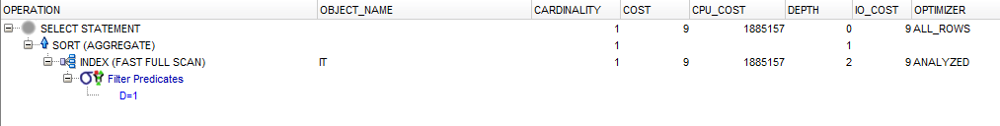 OPERATION OBJECT_NAME CARDINALITY COST CPU_COST DEPTH IO_COST OPTIMIZER
SELECT STATEMENT 1 9 1885157 0 9 ALL_ROWS
SORT (AGGREGATE) 1 1
INDEX (FAST FULL SCAN) IT 1 9 1885157 2 9 ANALYZED
Filter Predicates
D=1